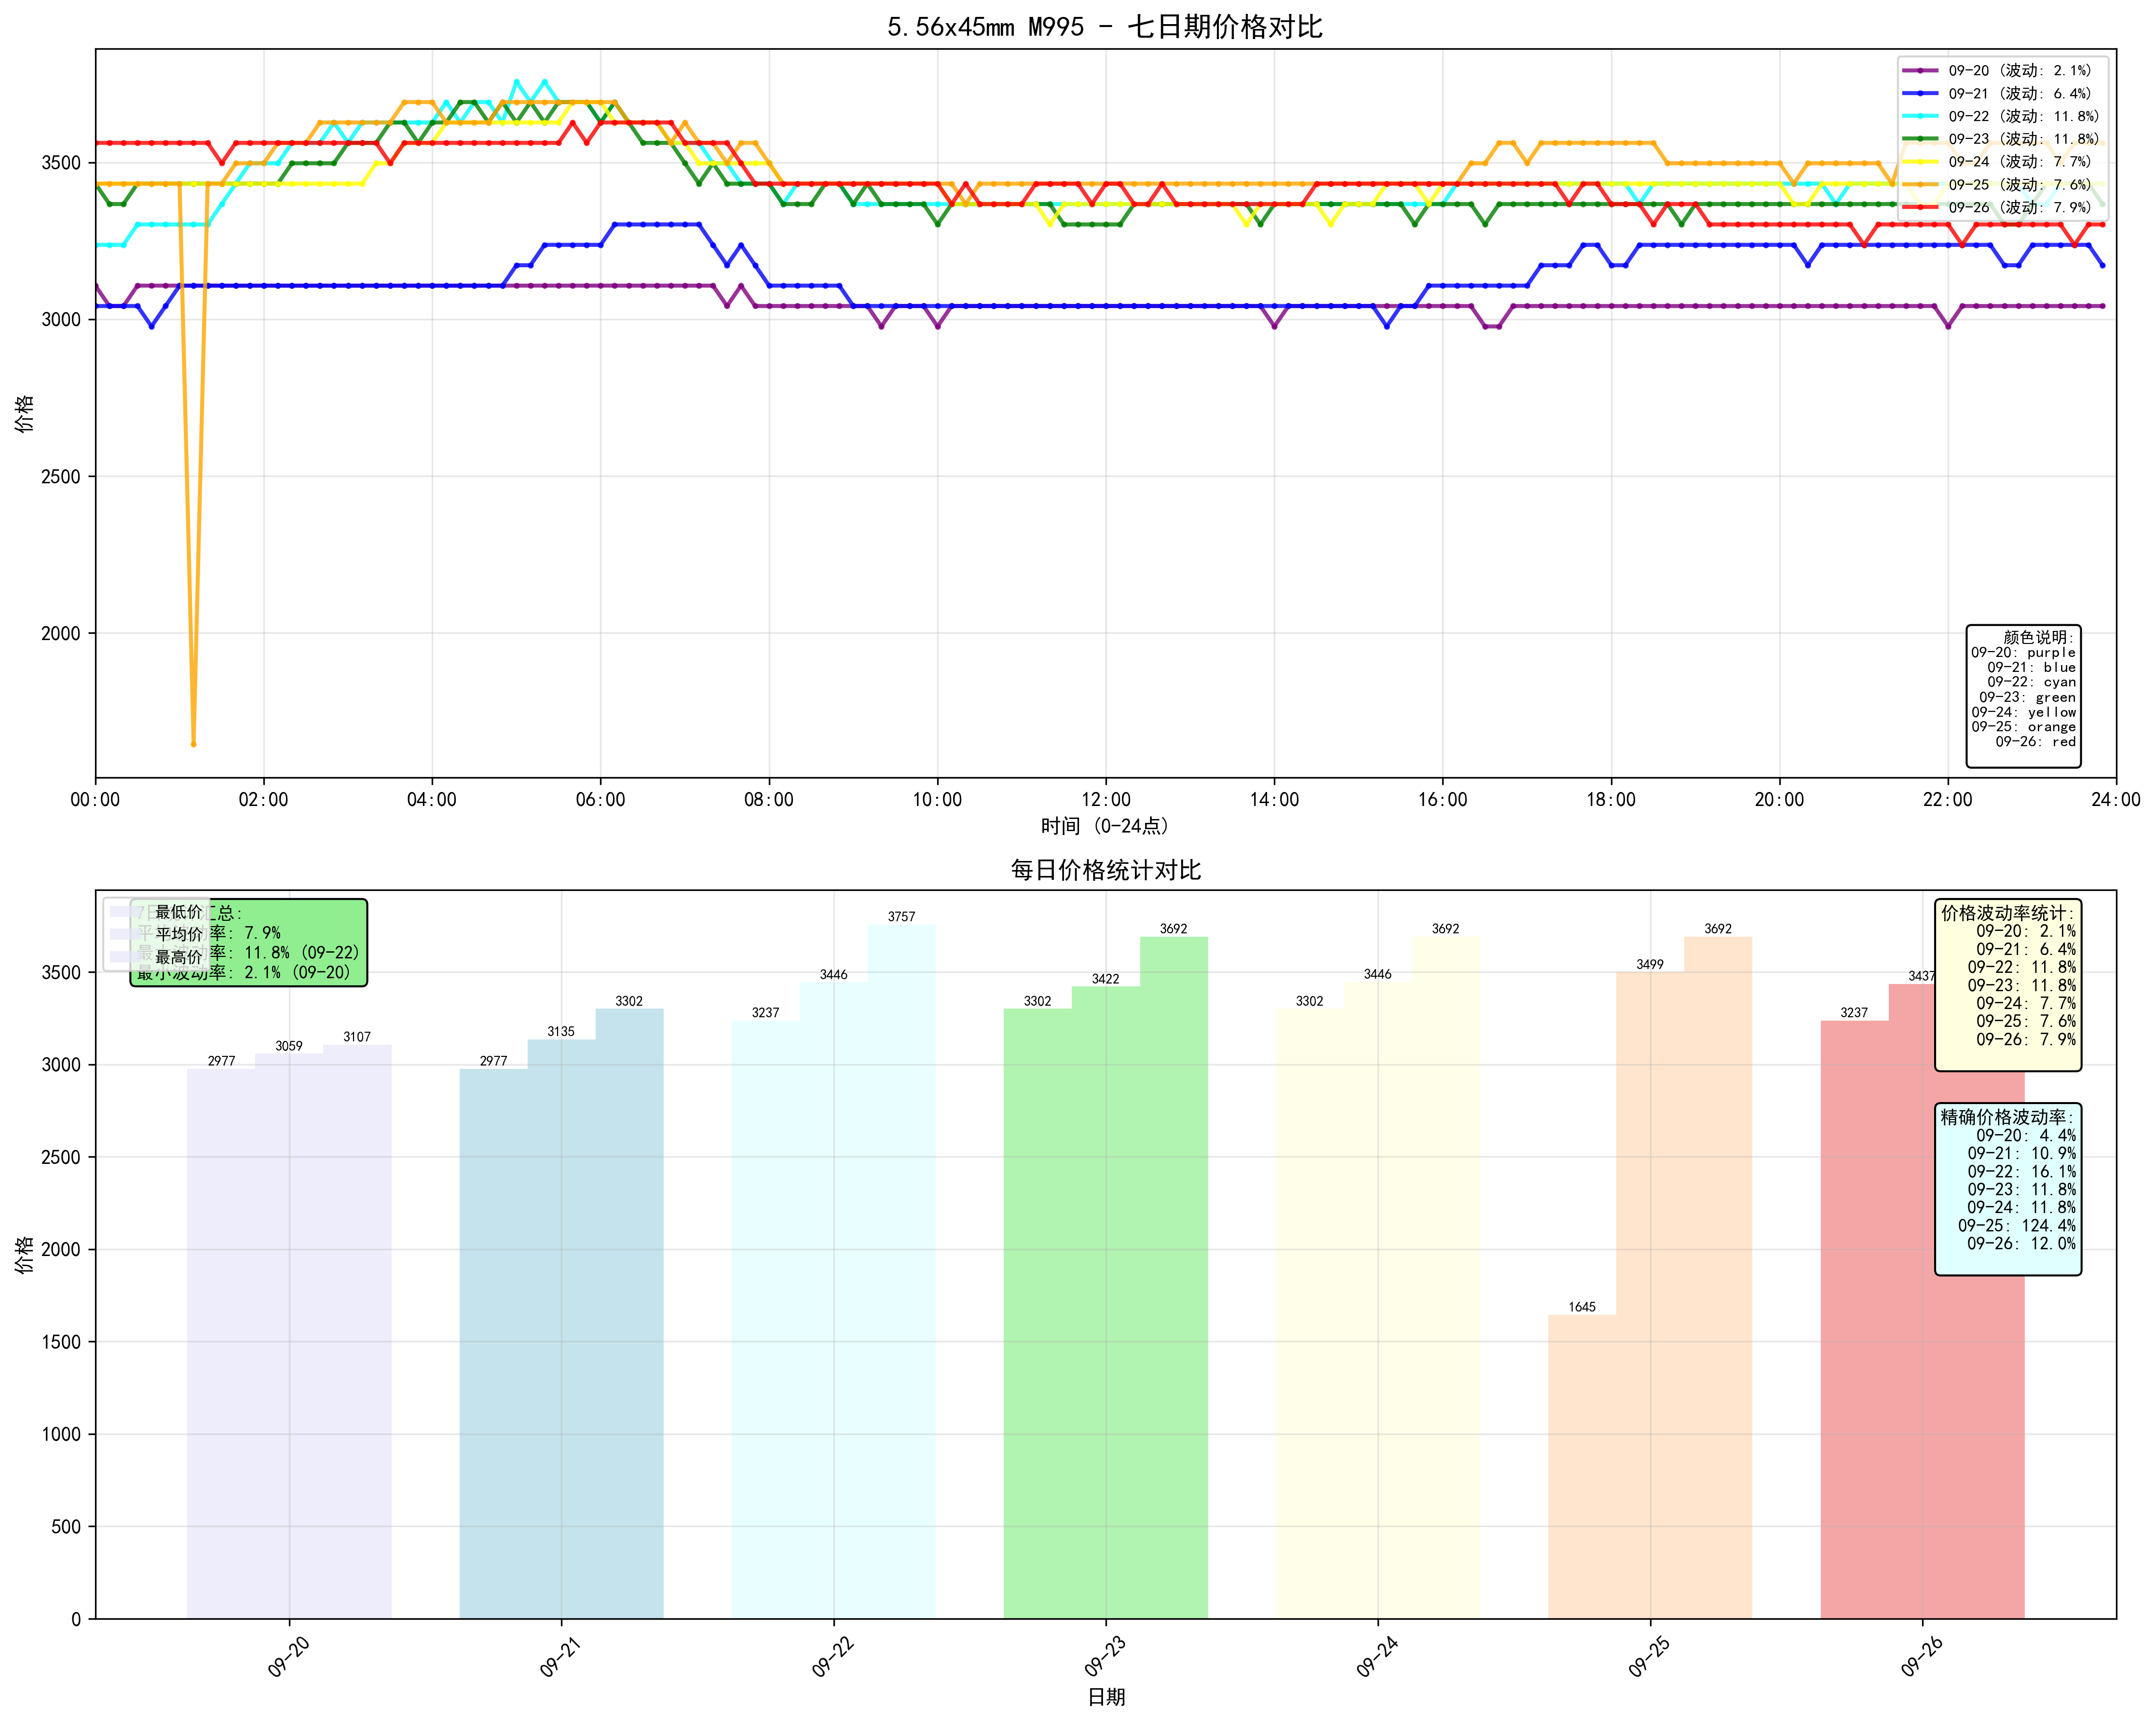 5.56x45mm M995 - 七日期价格对比
09-20 (波动: 2.1%)
09-21 (波动: 6.4%)
09-22 (波动: 11.8%)
09-23 (波动: 11.8%)
09-24 (波动: 7.7%)
09-25 (波动: 7.6%)
09-26 (波动: 7.9%)
3500
3000
2500
2000
价格
颜色说明:
09-20: purple
09-21: blue
09-22: cyan
09-23: green
09-24: yellow
09-25: orange
09-26: red
00:00 02:00 04:00 06:00 08:00 10:00 12:00 14:00 16:00 18:00 20:00 22:00 24:00
时间 (0-24点)
每日价格统计对比
最低价
平均价
最高价
汇总:
率: 7.9%
率: 11.8% (09-22)
最小波动率: 2.1% (09-20)
价格波动率统计:
09-20: 2.1%
09-21: 6.4%
09-22: 11.8%
09-23: 11.8%
09-24: 7.7%
09-25: 7.6%
09-26: 7.9%
精确价格波动率:
09-20: 4.4%
09-21: 10.9%
09-22: 16.1%
09-23: 11.8%
09-24: 11.8%
09-25: 124.4%
09-26: 12.0%
2977 3059 3107
2977 3135 3302
3237 3446 3757
3302 3422 3692
3302 3446 3692
1645 3499 3692
3237 3437
3500
3000
2500
2000
1500
1000
500
0
价格
09-20 09-21 09-22 09-23 09-24 09-25 09-26
日期